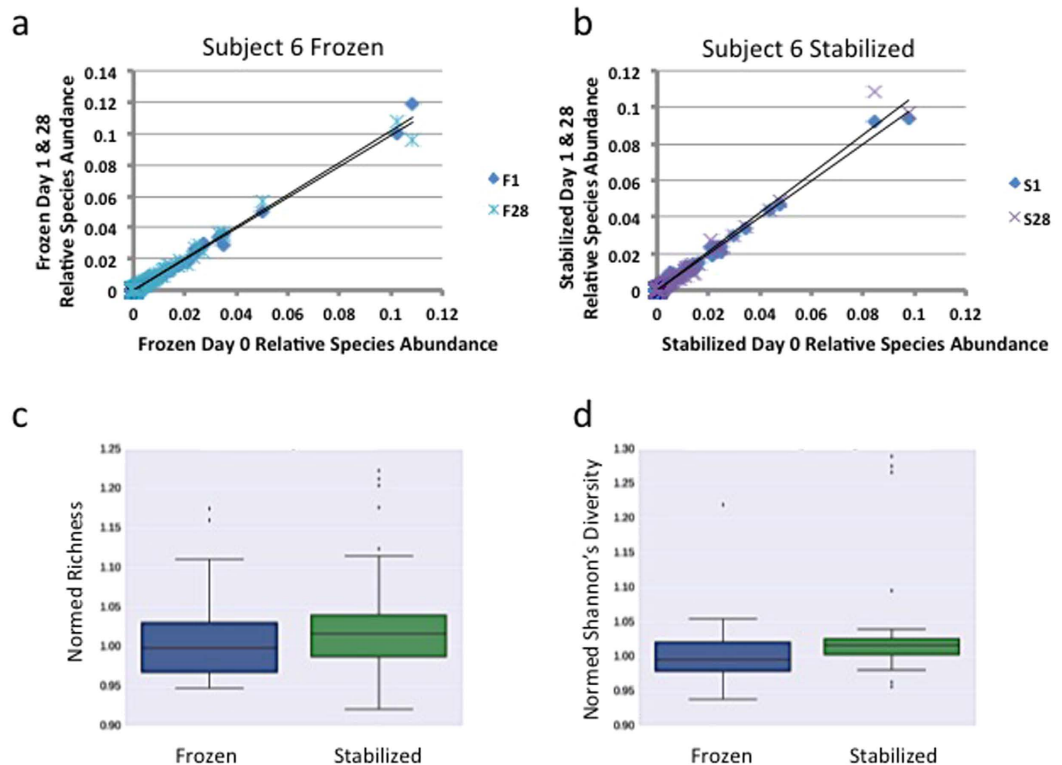 a
Subject 6 Frozen
Frozen Day 1 & 28
Relative Species Aundance
0.14
0.12
0.1
0.08
0.06
0.04
0.02
0
0 0.02 0.04 0.06 0.08 0.1 0.12
Frozen Day 0 Relative Species Abundance
F1
F28
b
Subject 6 Stabilized
Stabilized Day 1 & 28
Relative Species Abundance
0.12
0.1
0.08
0.06
0.04
0.02
0
0 0.02 0.04 0.06 0.08 0.1 0.12
Stabilized Day 0 Relative Species Abundance
S1
S28
c
Normed Richness
1.25
1.20
1.15
1.10
1.05
1.00
0.95
0.90
Frozen Stabilized
d
Normed Shannon's Diversity
1.30
1.25
1.20
1.15
1.10
1.05
1.00
0.95
0.90
Frozen Stabilized